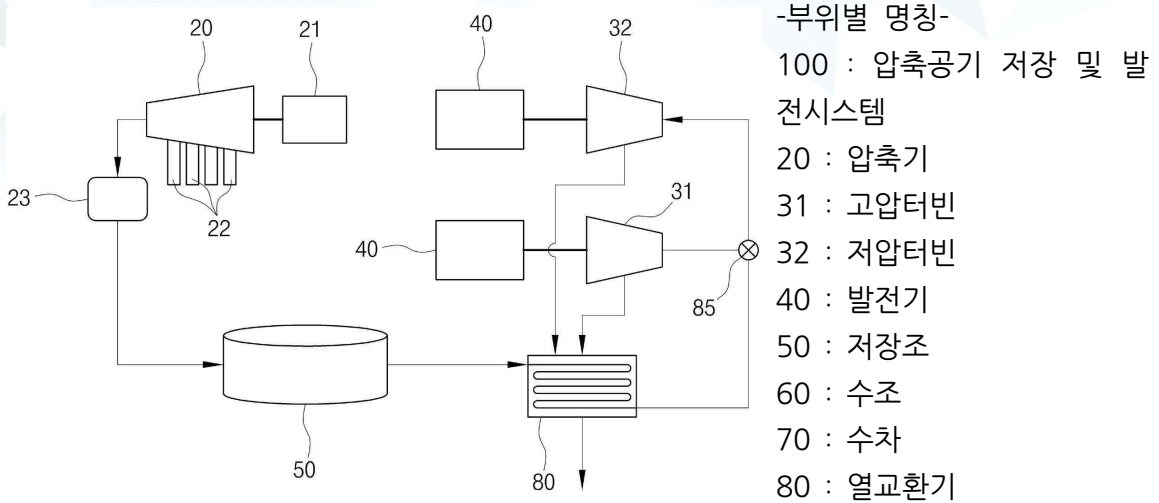 20
21
40
32
23
22
31
40
85
50
80
-부위별 명칭-
100 : 압축공기 저장 및 발
전시스템
20 : 압축기
31 : 고압터빈
32 : 저압터빈
40 : 발전기
50 : 저장조
60 : 수조
70 : 수차
80 : 열교환기